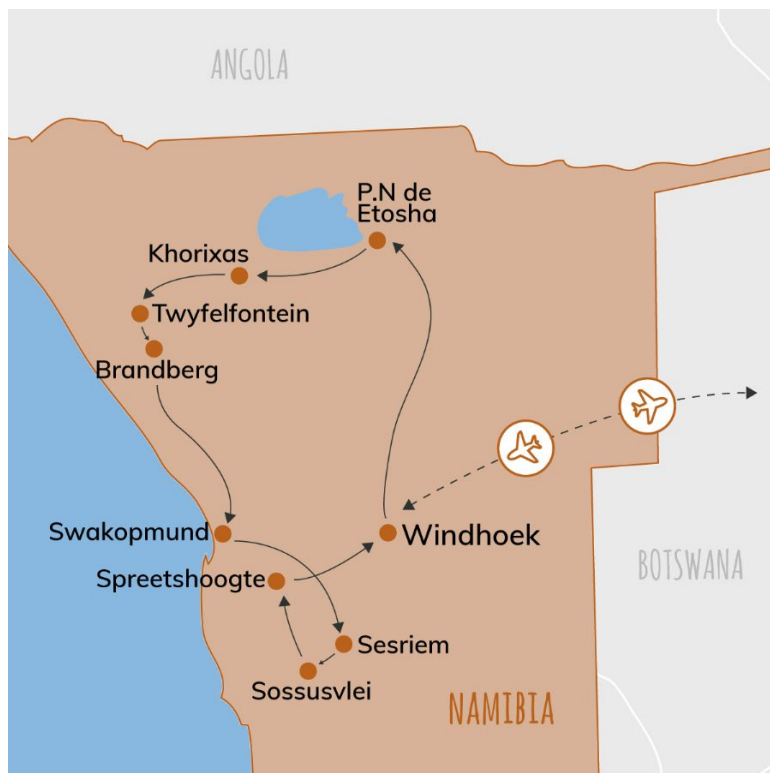 ANGOLA
P.N de
Etosha
Khorixas
Twyfelfontein
Brandberg
Swakopmund
Windhoek
Spreetshoogte
BOTSWANA
Sesriem
Sossusvlei
NAMIBIA